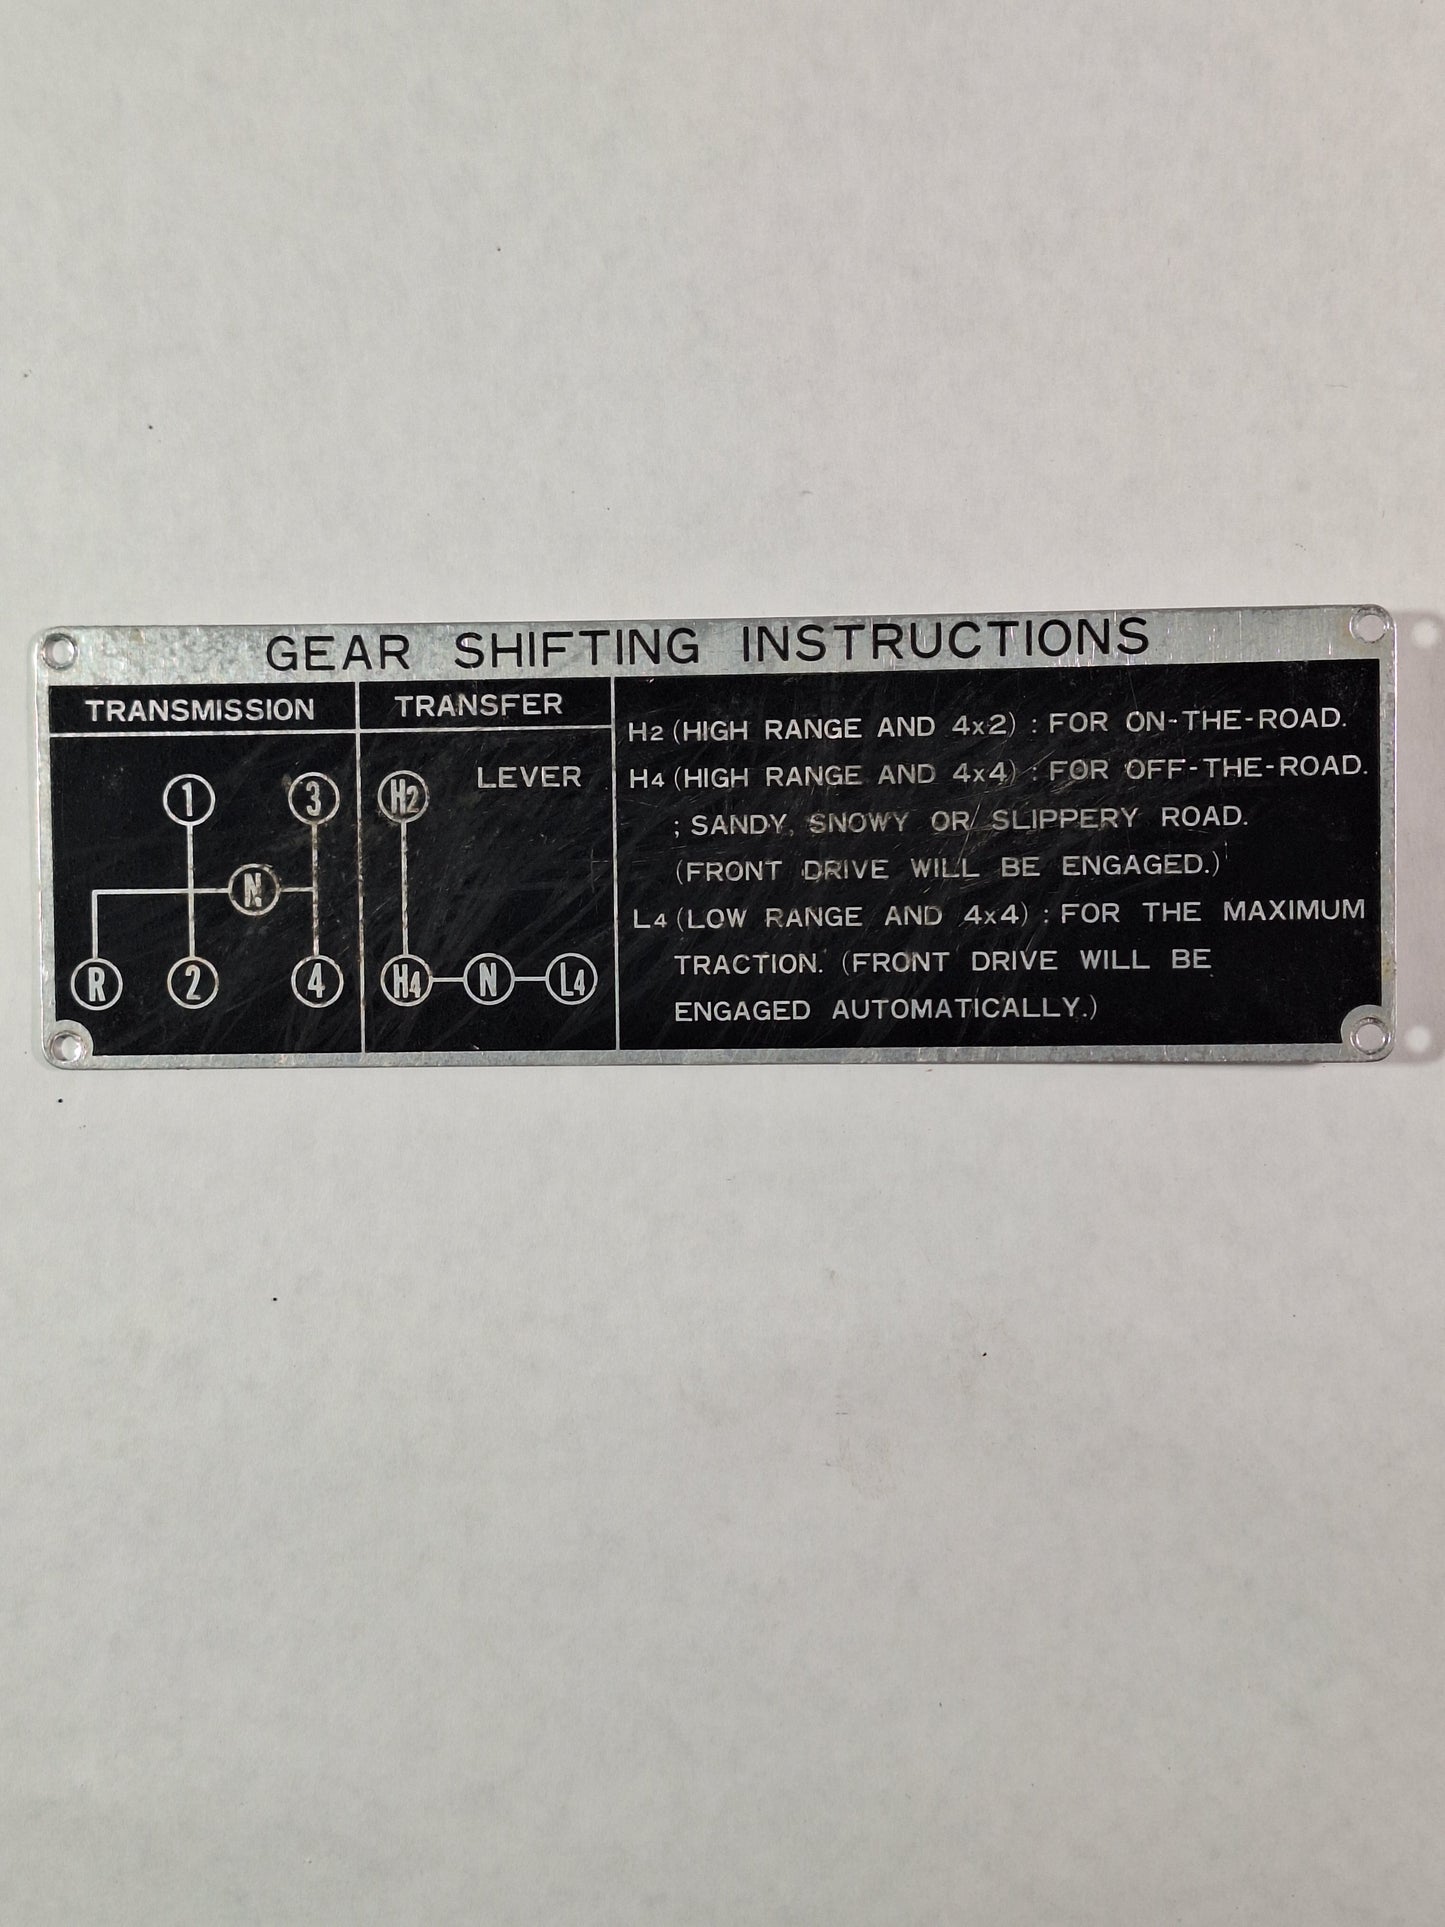 GEAR SHIFTING INSTRUCTIONS
TRANSMISSION
1 3
N
R 2 4
TRANSFER
LEVER
H2
H4 N L4
H2 (HIGH RANGE AND 4x2) : FOR ON-THE-ROAD.
H4 (HIGH RANGE AND 4x4) : FOR OFF-THE-ROAD.
; SANDY, SNOWY OR SLIPPERY ROAD.
(FRONT DRIVE WILL BE ENGAGED.)
L4 (LOW RANGE AND 4x4) : FOR THE MAXIMUM
TRACTION. (FRONT DRIVE WILL BE
ENGAGED AUTOMATICALLY.)